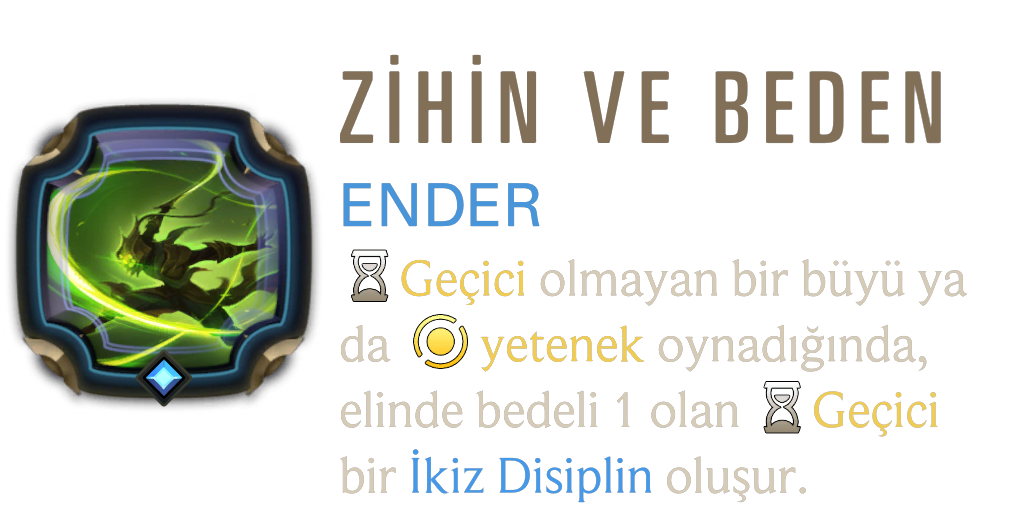 ZİHİN VE BEDEN
ENDER
Geçici olmayan bir büyü ya
da yetenek oynadığında,
elinde bedeli 1 olan Geçici
bir İkiz Disiplin oluşur.